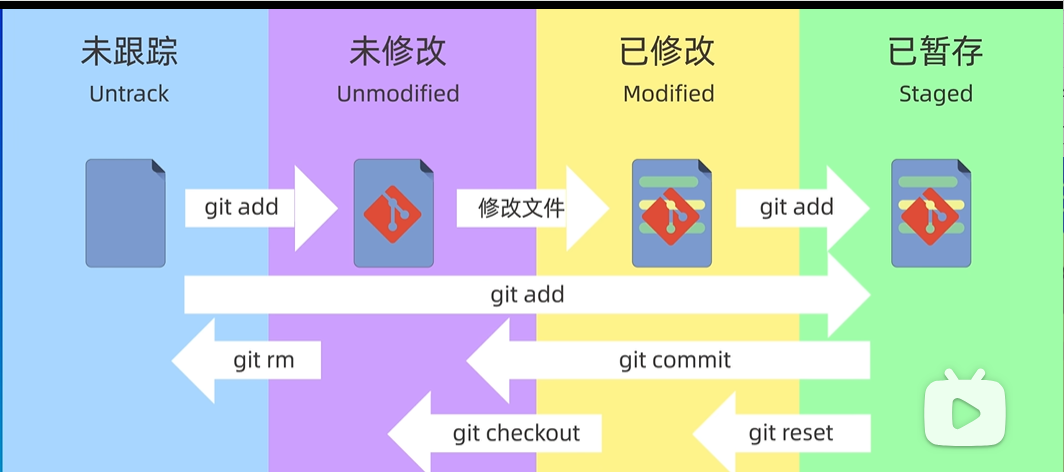 未跟踪
未修改
已修改
已暂存
Untrack
Unmodified
Modified
Staged
git add
修改文件
git add
git add
git rm
git commit
git checkout
git reset